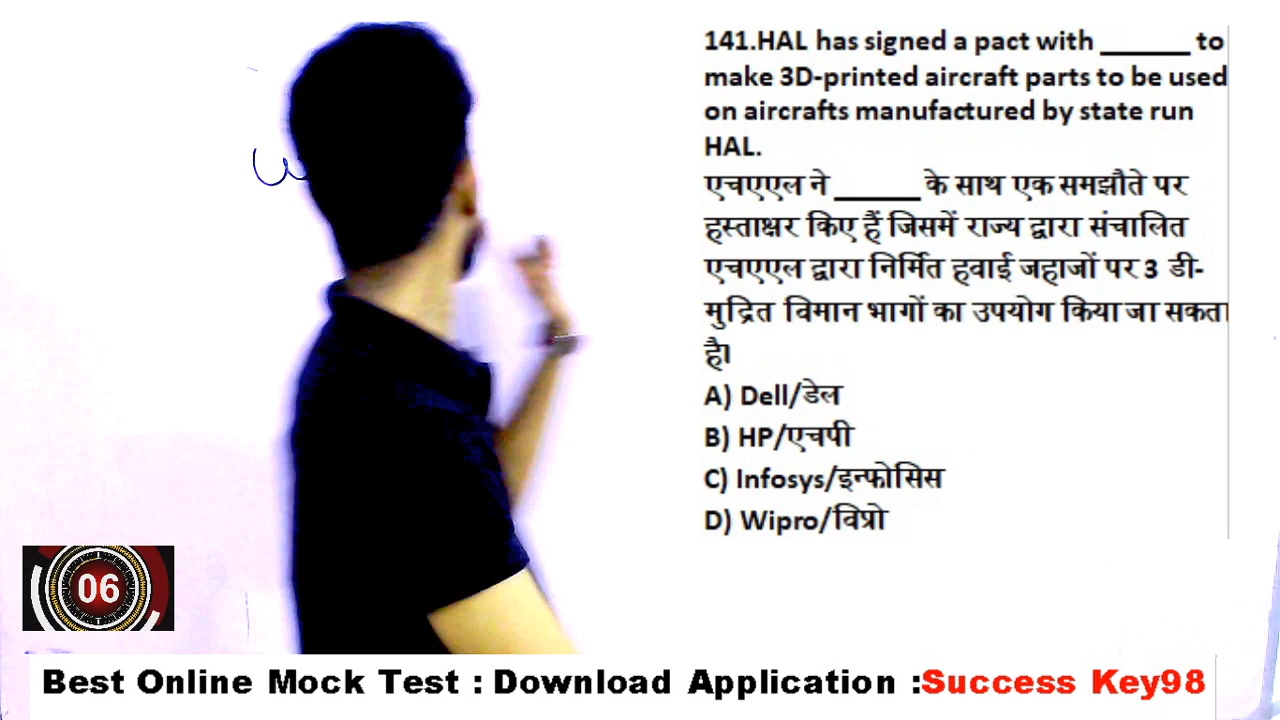 141.HAL has signed a pact with ______ to
make 3D-printed aircraft parts to be used
on aircrafts manufactured by state run
HAL.
एचएएल ने ______ के साथ एक समझौते पर
हस्ताक्षर किए हैं जिसमें राज्य द्वारा संचालित
एचएएल द्वारा निर्मित हवाई जहाजों पर 3 डी-
मुद्रित विमान भागों का उपयोग किया जा सकता
है।
A) Dell/डेल
B) HP/एचपी
C) Infosys/इन्फोसिस
D) Wipro/विप्रो
06
Best Online Mock Test : Download Application :Success Key98